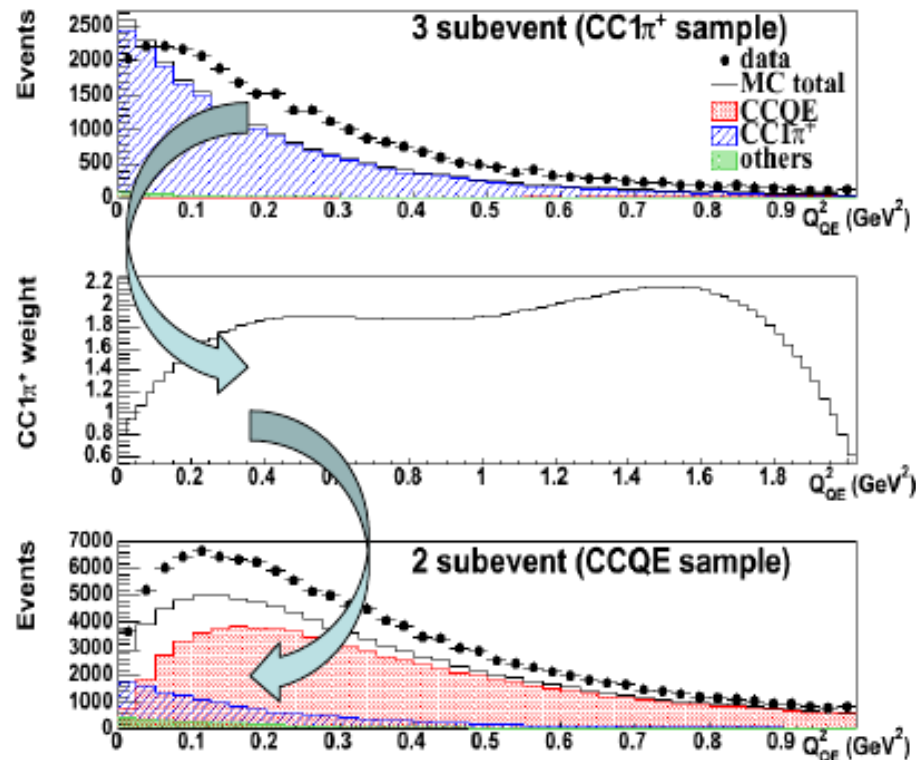 3 subevent (CC1π⁺ sample)
data
MC total
CCQE
CC1π⁺
others
Events
2500
2000
1500
1000
500
0
0 0.1 0.2 0.3 0.4 0.5 0.6 0.7 0.8 0.9
Q²QE (GeV²)
CC1π⁺ weight
2.2
2
1.8
1.6
1.4
1.2
1
0.8
0.6
0 0.2 0.4 0.6 0.8 1 1.2 1.4 1.6 1.8
Q²QE (GeV²)
2 subevent (CCQE sample)
Events
7000
6000
5000
4000
3000
2000
1000
0
0 0.1 0.2 0.3 0.4 0.5 0.6 0.7 0.8 0.9
Q²QE (GeV²)